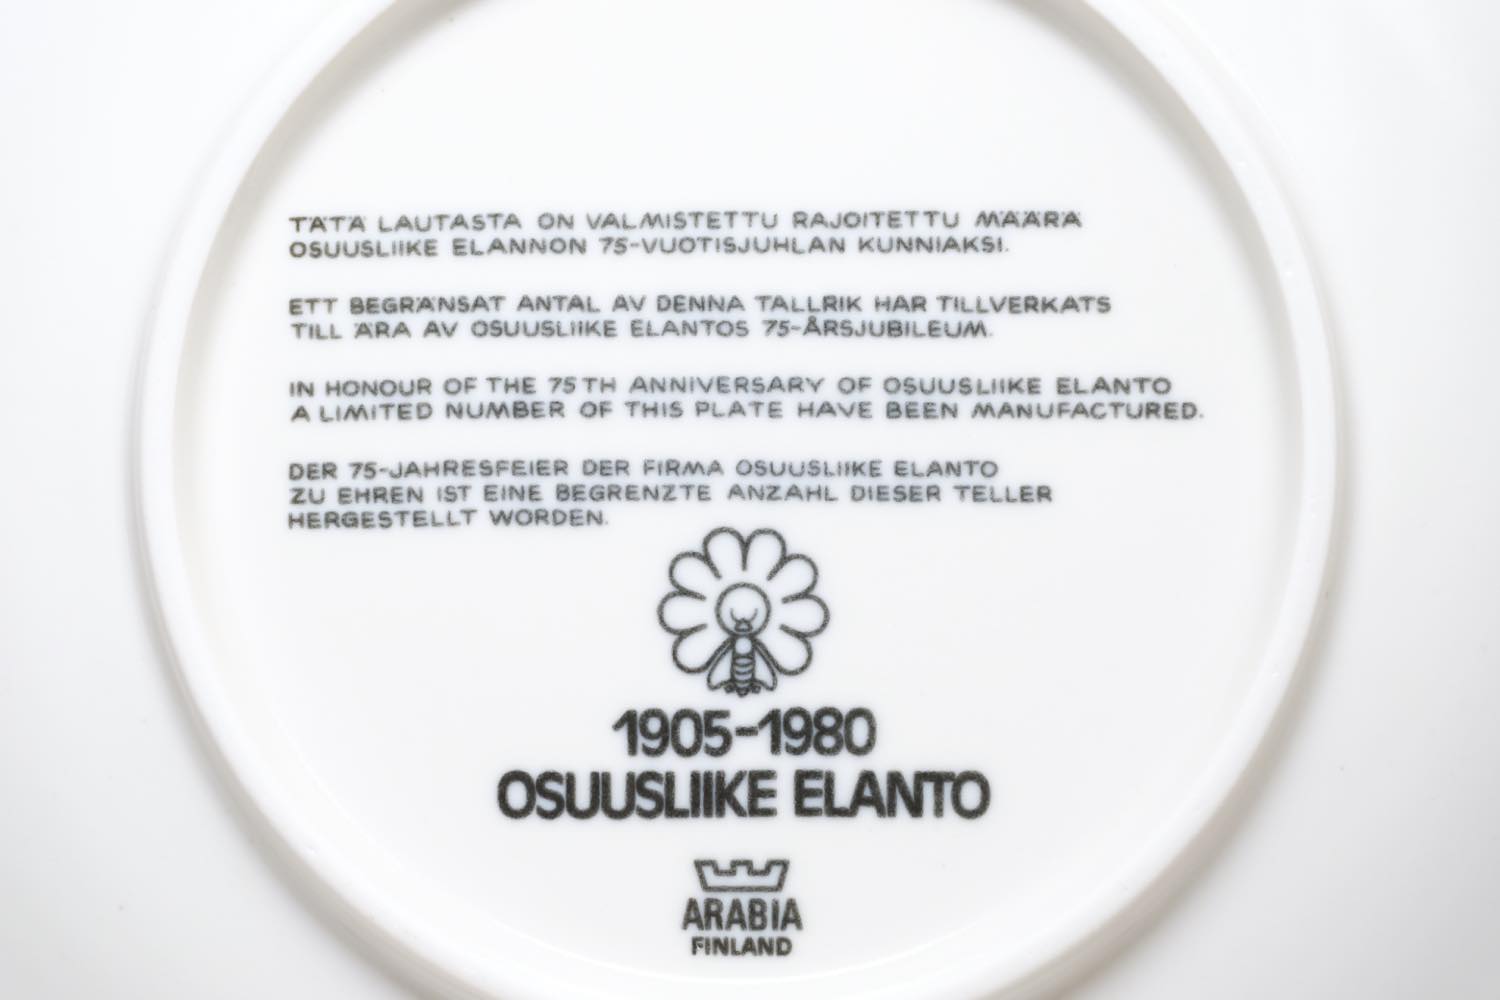 TÄTÄ LAUTASTA ON VALMISTETTU RAJOITETTU MÄÄRÄ
OSUUSLIIKE ELANNON 75-VUOTISJUHLAN KUNNIAKSI.
ETT BEGRÄNSAT ANTAL AV DENNA TALLRIK HAR TILLVERKATS
TILL ÄRA AV OSUUSLIIKE ELANTOS 75-ÅRSJUBILEUM.
IN HONOUR OF THE 75TH ANNIVERSARY OF OSUUSLIIKE ELANTO
A LIMITED NUMBER OF THIS PLATE HAVE BEEN MANUFACTURED.
DER 75-JAHRESFEIER DER FIRMA OSUUSLIIKE ELANTO
ZU EHREN IST EINE BEGRENZTE ANZAHL DIESER TELLER
HERGESTELLT WORDEN.
1905-1980
OSUUSLIIKE ELANTO
ARABIA
FINLAND